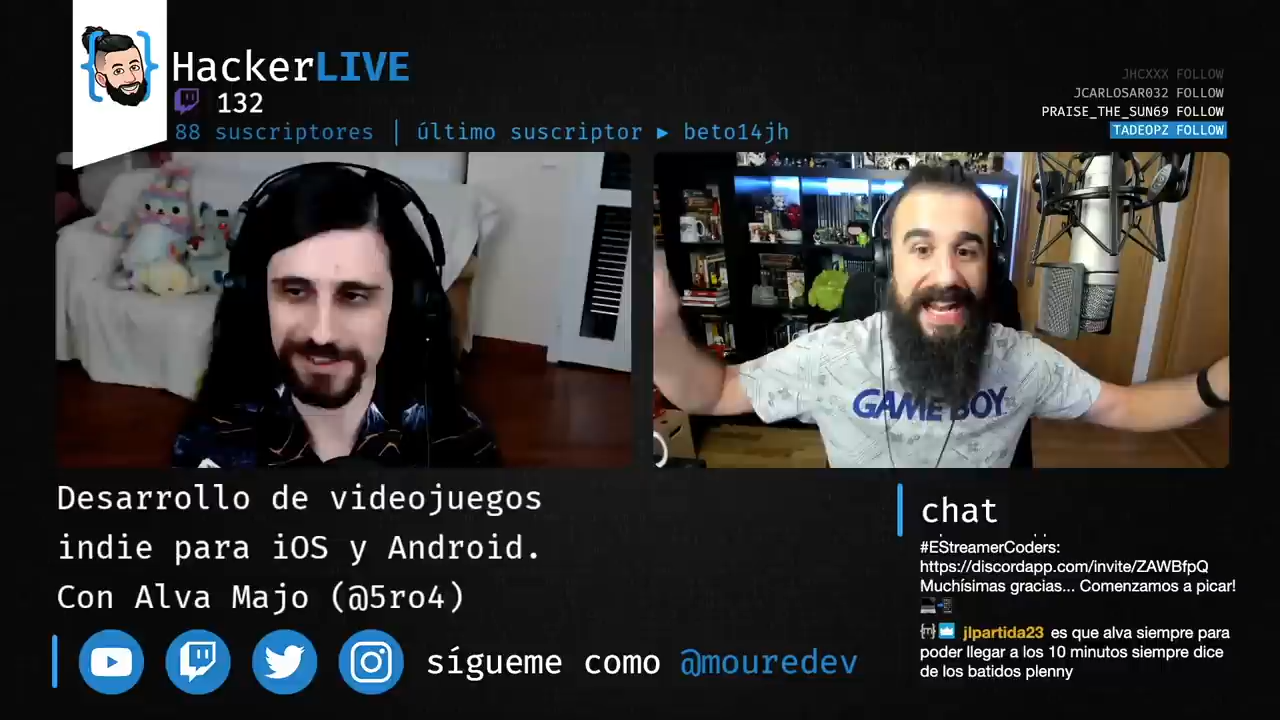 HackerLIVE
132
88 suscriptores | último suscriptor ▶ beto14jh
JHCXXX FOLLOW
JCARLOSAR032 FOLLOW
PRAISE_THE_SUN69 FOLLOW
TADEOPZ FOLLOW
GAME BOY
Desarrollo de videojuegos
indie para iOS y Android.
Con Alva Majo (@5ro4)
sígueme como @mouredev
chat
#EStreamerCoders:
https://discordapp.com/invite/ZAWBfpQ
Muchísimas gracias... Comenzamos a picar!
jlpartida23 es que alva siempre para
poder llegar a los 10 minutos siempre dice
de los batidos plenny